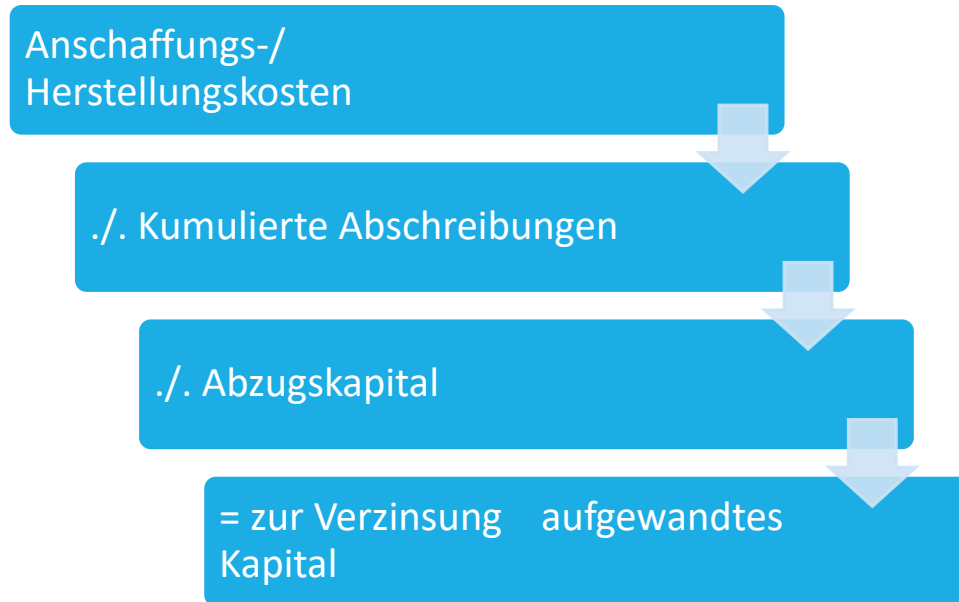 Anschaffungs-/
Herstellungskosten
./. Kumulierte Abschreibungen
./. Abzugskapital
= zur Verzinsung aufgewandtes
Kapital